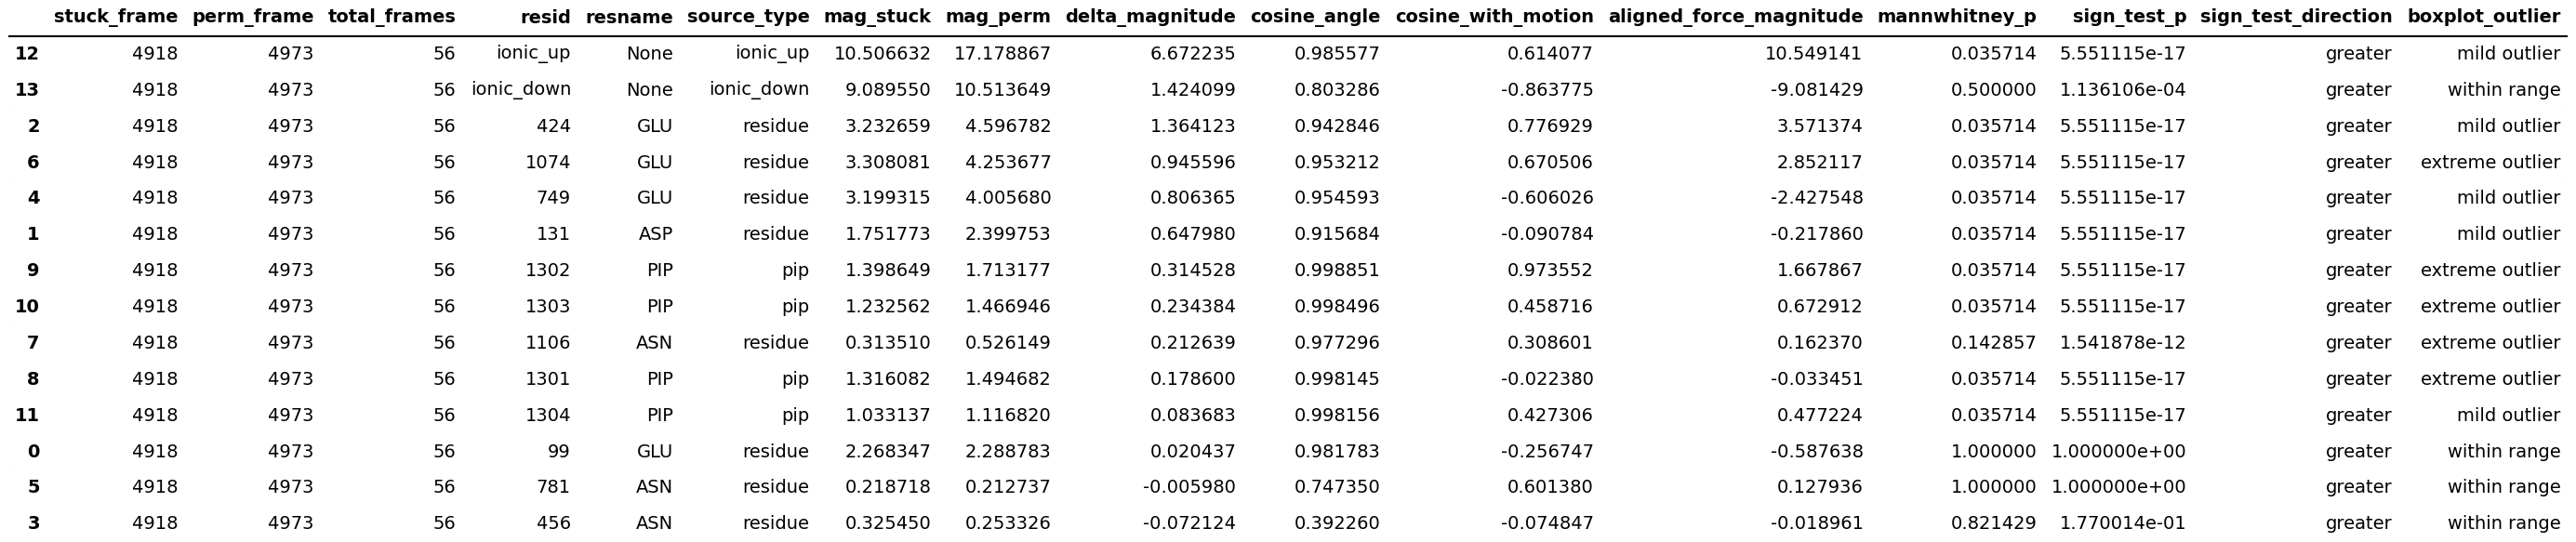 stuck_frame perm_frame total_frames resid resname source_type mag_stuck mag_perm delta_magnitude cosine_angle cosine_with_motion aligned_force_magnitude mannwhitney_p sign_test_p sign_test_direction boxplot_outlier
12 4918 4973 56 ionic_up None ionic_up 10.506632 17.178867 6.672235 0.985577 0.614077 10.549141 0.035714 5.551115e-17 greater mild outlier
13 4918 4973 56 ionic_down None ionic_down 9.089550 10.513649 1.424099 0.803286 -0.863775 -9.081429 0.500000 1.136106e-04 greater within range
2 4918 4973 56 424 GLU residue 3.232659 4.596782 1.364123 0.942846 0.776929 3.571374 0.035714 5.551115e-17 greater mild outlier
6 4918 4973 56 1074 GLU residue 3.308081 4.253677 0.945596 0.953212 0.670506 2.852117 0.035714 5.551115e-17 greater extreme outlier
4 4918 4973 56 749 GLU residue 3.199315 4.005680 0.806365 0.954593 -0.606026 -2.427548 0.035714 5.551115e-17 greater mild outlier
1 4918 4973 56 131 ASP residue 1.751773 2.399753 0.647980 0.915684 -0.090784 -0.217860 0.035714 5.551115e-17 greater mild outlier
9 4918 4973 56 1302 PIP pip 1.398649 1.713177 0.314528 0.998851 0.973552 1.667867 0.035714 5.551115e-17 greater extreme outlier
10 4918 4973 56 1303 PIP pip 1.232562 1.466946 0.234384 0.998496 0.458716 0.672912 0.035714 5.551115e-17 greater extreme outlier
7 4918 4973 56 1106 ASN residue 0.313510 0.526149 0.212639 0.977296 0.308601 0.162370 0.142857 1.541878e-12 greater extreme outlier
8 4918 4973 56 1301 PIP pip 1.316082 1.494682 0.178600 0.998145 -0.022380 -0.033451 0.035714 5.551115e-17 greater extreme outlier
11 4918 4973 56 1304 PIP pip 1.033137 1.116820 0.083683 0.998156 0.427306 0.477224 0.035714 5.551115e-17 greater mild outlier
0 4918 4973 56 99 GLU residue 2.268347 2.288783 0.020437 0.981783 -0.256747 -0.587638 1.000000 1.000000e+00 greater within range
5 4918 4973 56 781 ASN residue 0.218718 0.212737 -0.005980 0.747350 0.601380 0.127936 1.000000 1.000000e+00 greater within range
3 4918 4973 56 456 ASN residue 0.325450 0.253326 -0.072124 0.392260 -0.074847 -0.018961 0.821429 1.770014e-01 greater within range